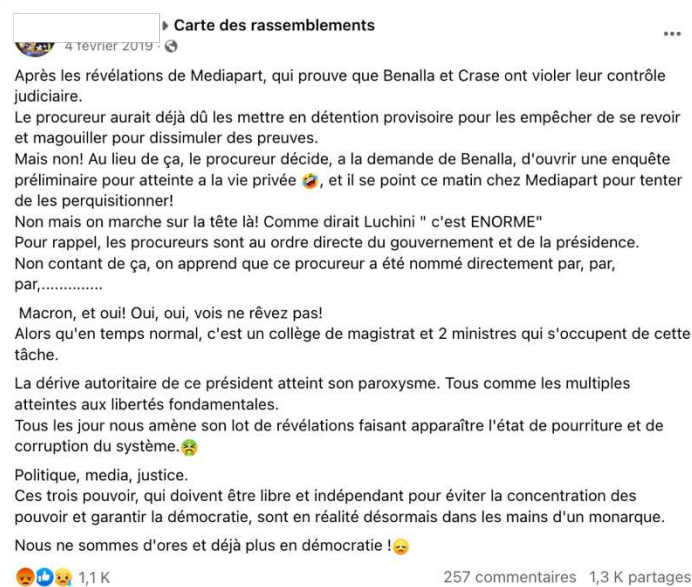 Carte des rassemblements
4 février 2019 ·
Après les révélations de Mediapart, qui prouve que Benalla et Crase ont violer leur contrôle
judiciaire.
Le procureur aurait déjà dû les mettre en détention provisoire pour les empêcher de se revoir
et magouiller pour dissimuler des preuves.
Mais non! Au lieu de ça, le procureur décide, a la demande de Benalla, d'ouvrir une enquête
préliminaire pour atteinte a la vie privée 🤣, et il se point ce matin chez Mediapart pour tenter
de les perquisitionner!
Non mais on marche sur la tête là! Comme dirait Luchini " c'est ENORME"
Pour rappel, les procureurs sont au ordre directe du gouvernement et de la présidence.
Non contant de ça, on apprend que ce procureur a été nommé directement par, par,
par,..............
Macron, et oui! Oui, oui, vois ne rêvez pas!
Alors qu'en temps normal, c'est un collège de magistrat et 2 ministres qui s'occupent de cette
tâche.
La dérive autoritaire de ce président atteint son paroxysme. Tous comme les multiples
atteintes aux libertés fondamentales.
Tous les jour nous amène son lot de révélations faisant apparaître l'état de pourriture et de
corruption du système.🤮
Politique, media, justice.
Ces trois pouvoir, qui doivent être libre et indépendant pour éviter la concentration des
pouvoir et garantir la démocratie, sont en réalité désormais dans les mains d'un monarque.
Nous ne sommes d'ores et déjà plus en démocratie !😞
1,1 K 257 commentaires 1,3 K partages